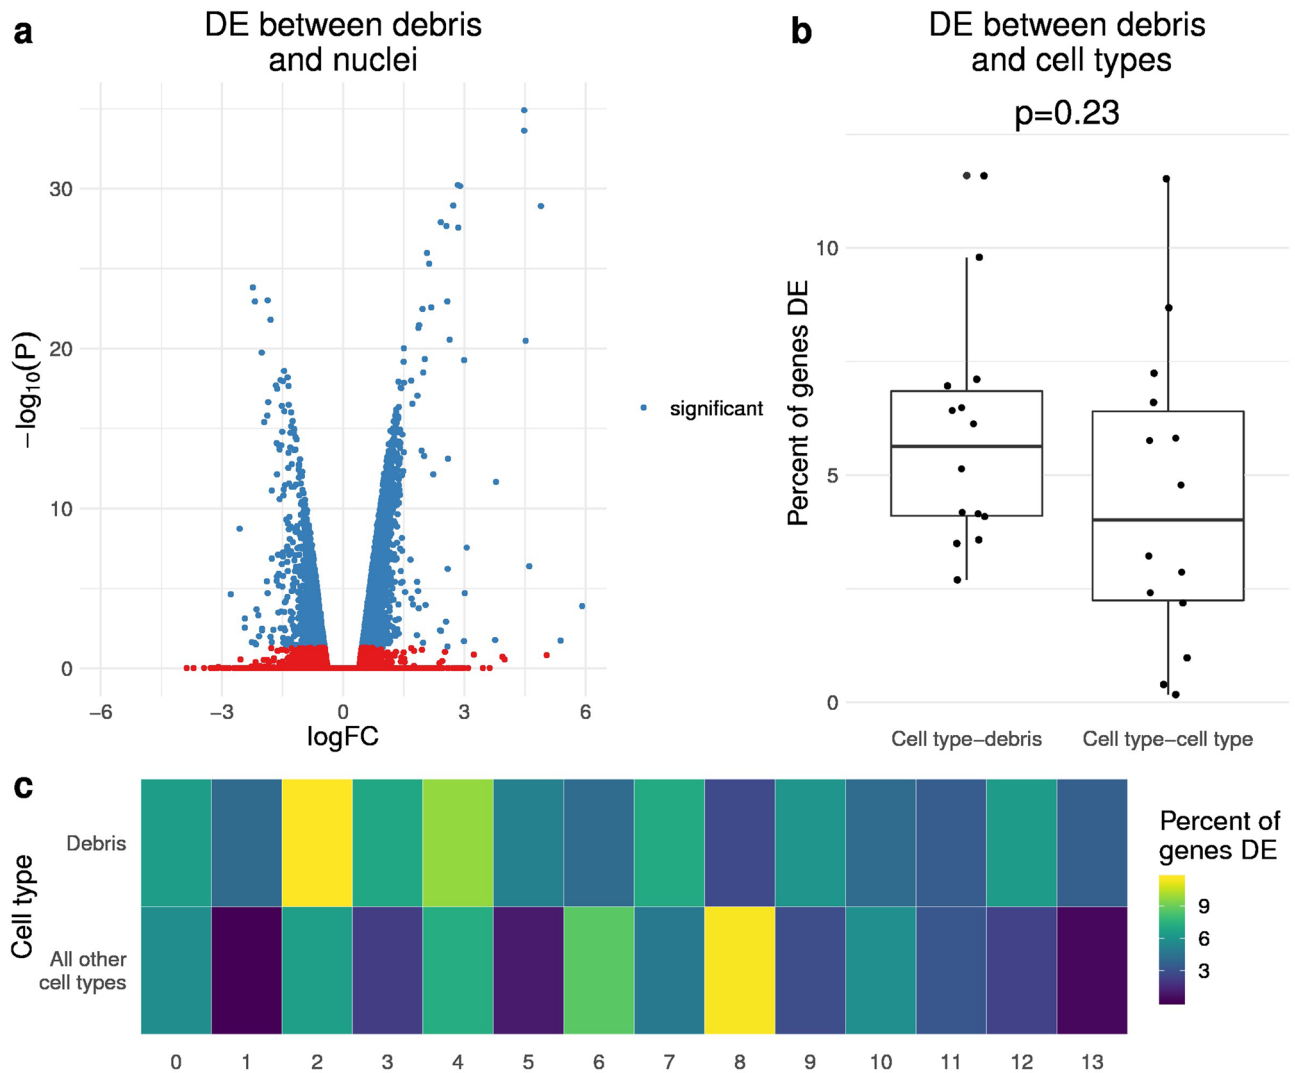 a
DE between debris
and nuclei
−log10(P)
30
20
10
0
−6
−3
0
3
6
logFC
significant
b
DE between debris
and cell types
p=0.23
Percent of genes DE
10
5
0
Cell type−debris
Cell type−cell type
c
Cell type
Debris
All other
cell types
0
1
2
3
4
5
6
7
8
9
10
11
12
13
Percent of
genes DE
9
6
3